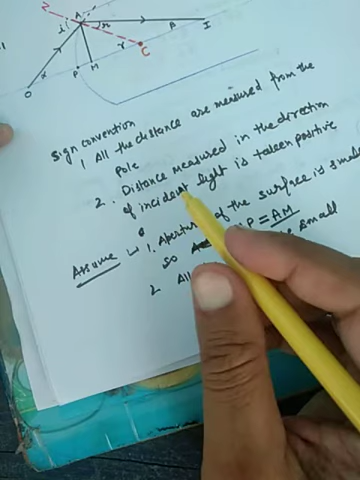 N
A
i
r
β
I
α
γ
C
O
P
M
Sign convention
1 All the distance are measured from the
Pole
2. Distance measured in the direction
of incident light is taken positive
Assume 1. Aperture of the surface is
so = AM
2 All small